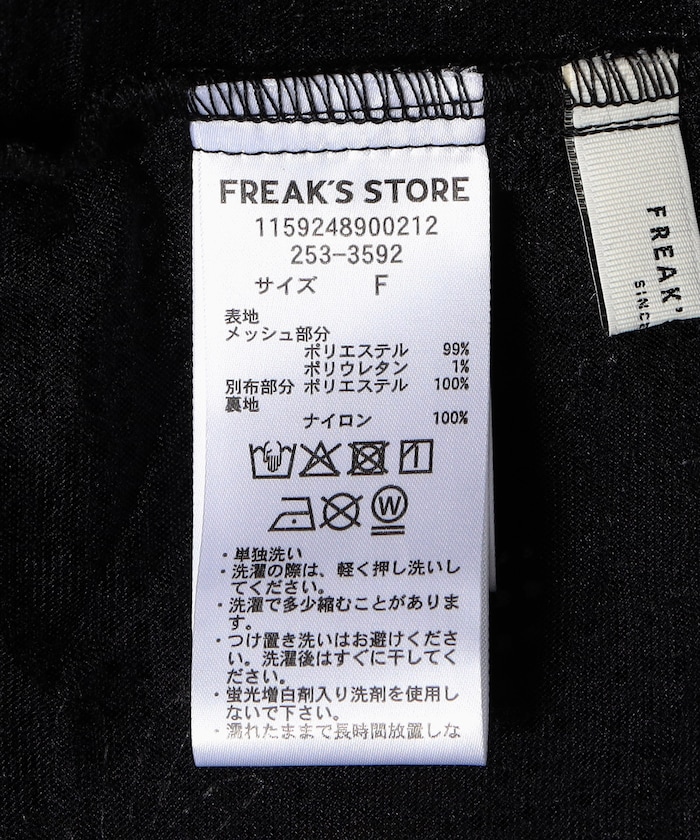 FREAK'S STORE
1159248900212
253-3592
サイズ F
表地
メッシュ部分
ポリエステル 99%
ポリウレタン 1%
別布部分 ポリエステル 100%
裏地
ナイロン 100%
W
・単独洗い
・洗濯の際は、軽く押し洗いし
てください。
・洗濯で多少縮むことがありま
す。
・つけ置き洗いはお避けくださ
い。洗濯後はすぐに干してく
ださい。
・蛍光増白剤入り洗剤を使用し
ないで下さい。
・濡れたままで長時間放置しな
FREAK'
SINCE